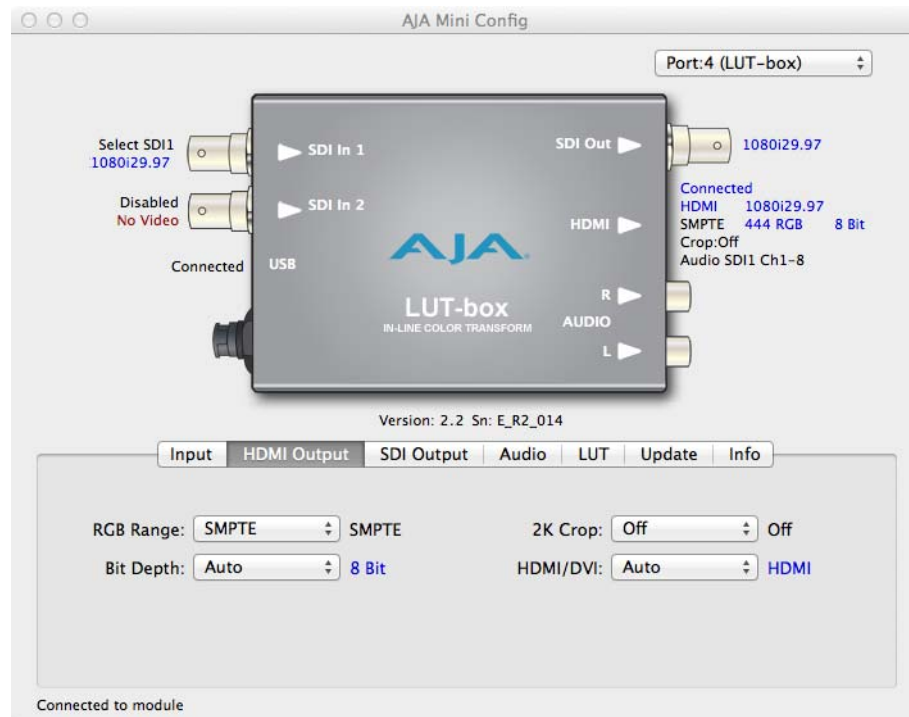 AJA Mini Config
Port:4 (LUT-box)
Select SDI1
1080i29.97
SDI In 1
SDI Out
1080i29.97
Disabled
No Video
SDI In 2
Connected
HDMI 1080i29.97
SMPTE 444 RGB 8 Bit
Crop:Off
Audio SDI1 Ch1-8
HDMI
Connected
USB
AJA
LUT-box
IN-LINE COLOR TRANSFORM
R
AUDIO
L
Version: 2.2 Sn: E_R2_014
Input HDMI Output SDI Output Audio LUT Update Info
RGB Range: SMPTE SMPTE 2K Crop: Off Off
Bit Depth: Auto 8 Bit HDMI/DVI: Auto HDMI
Connected to module